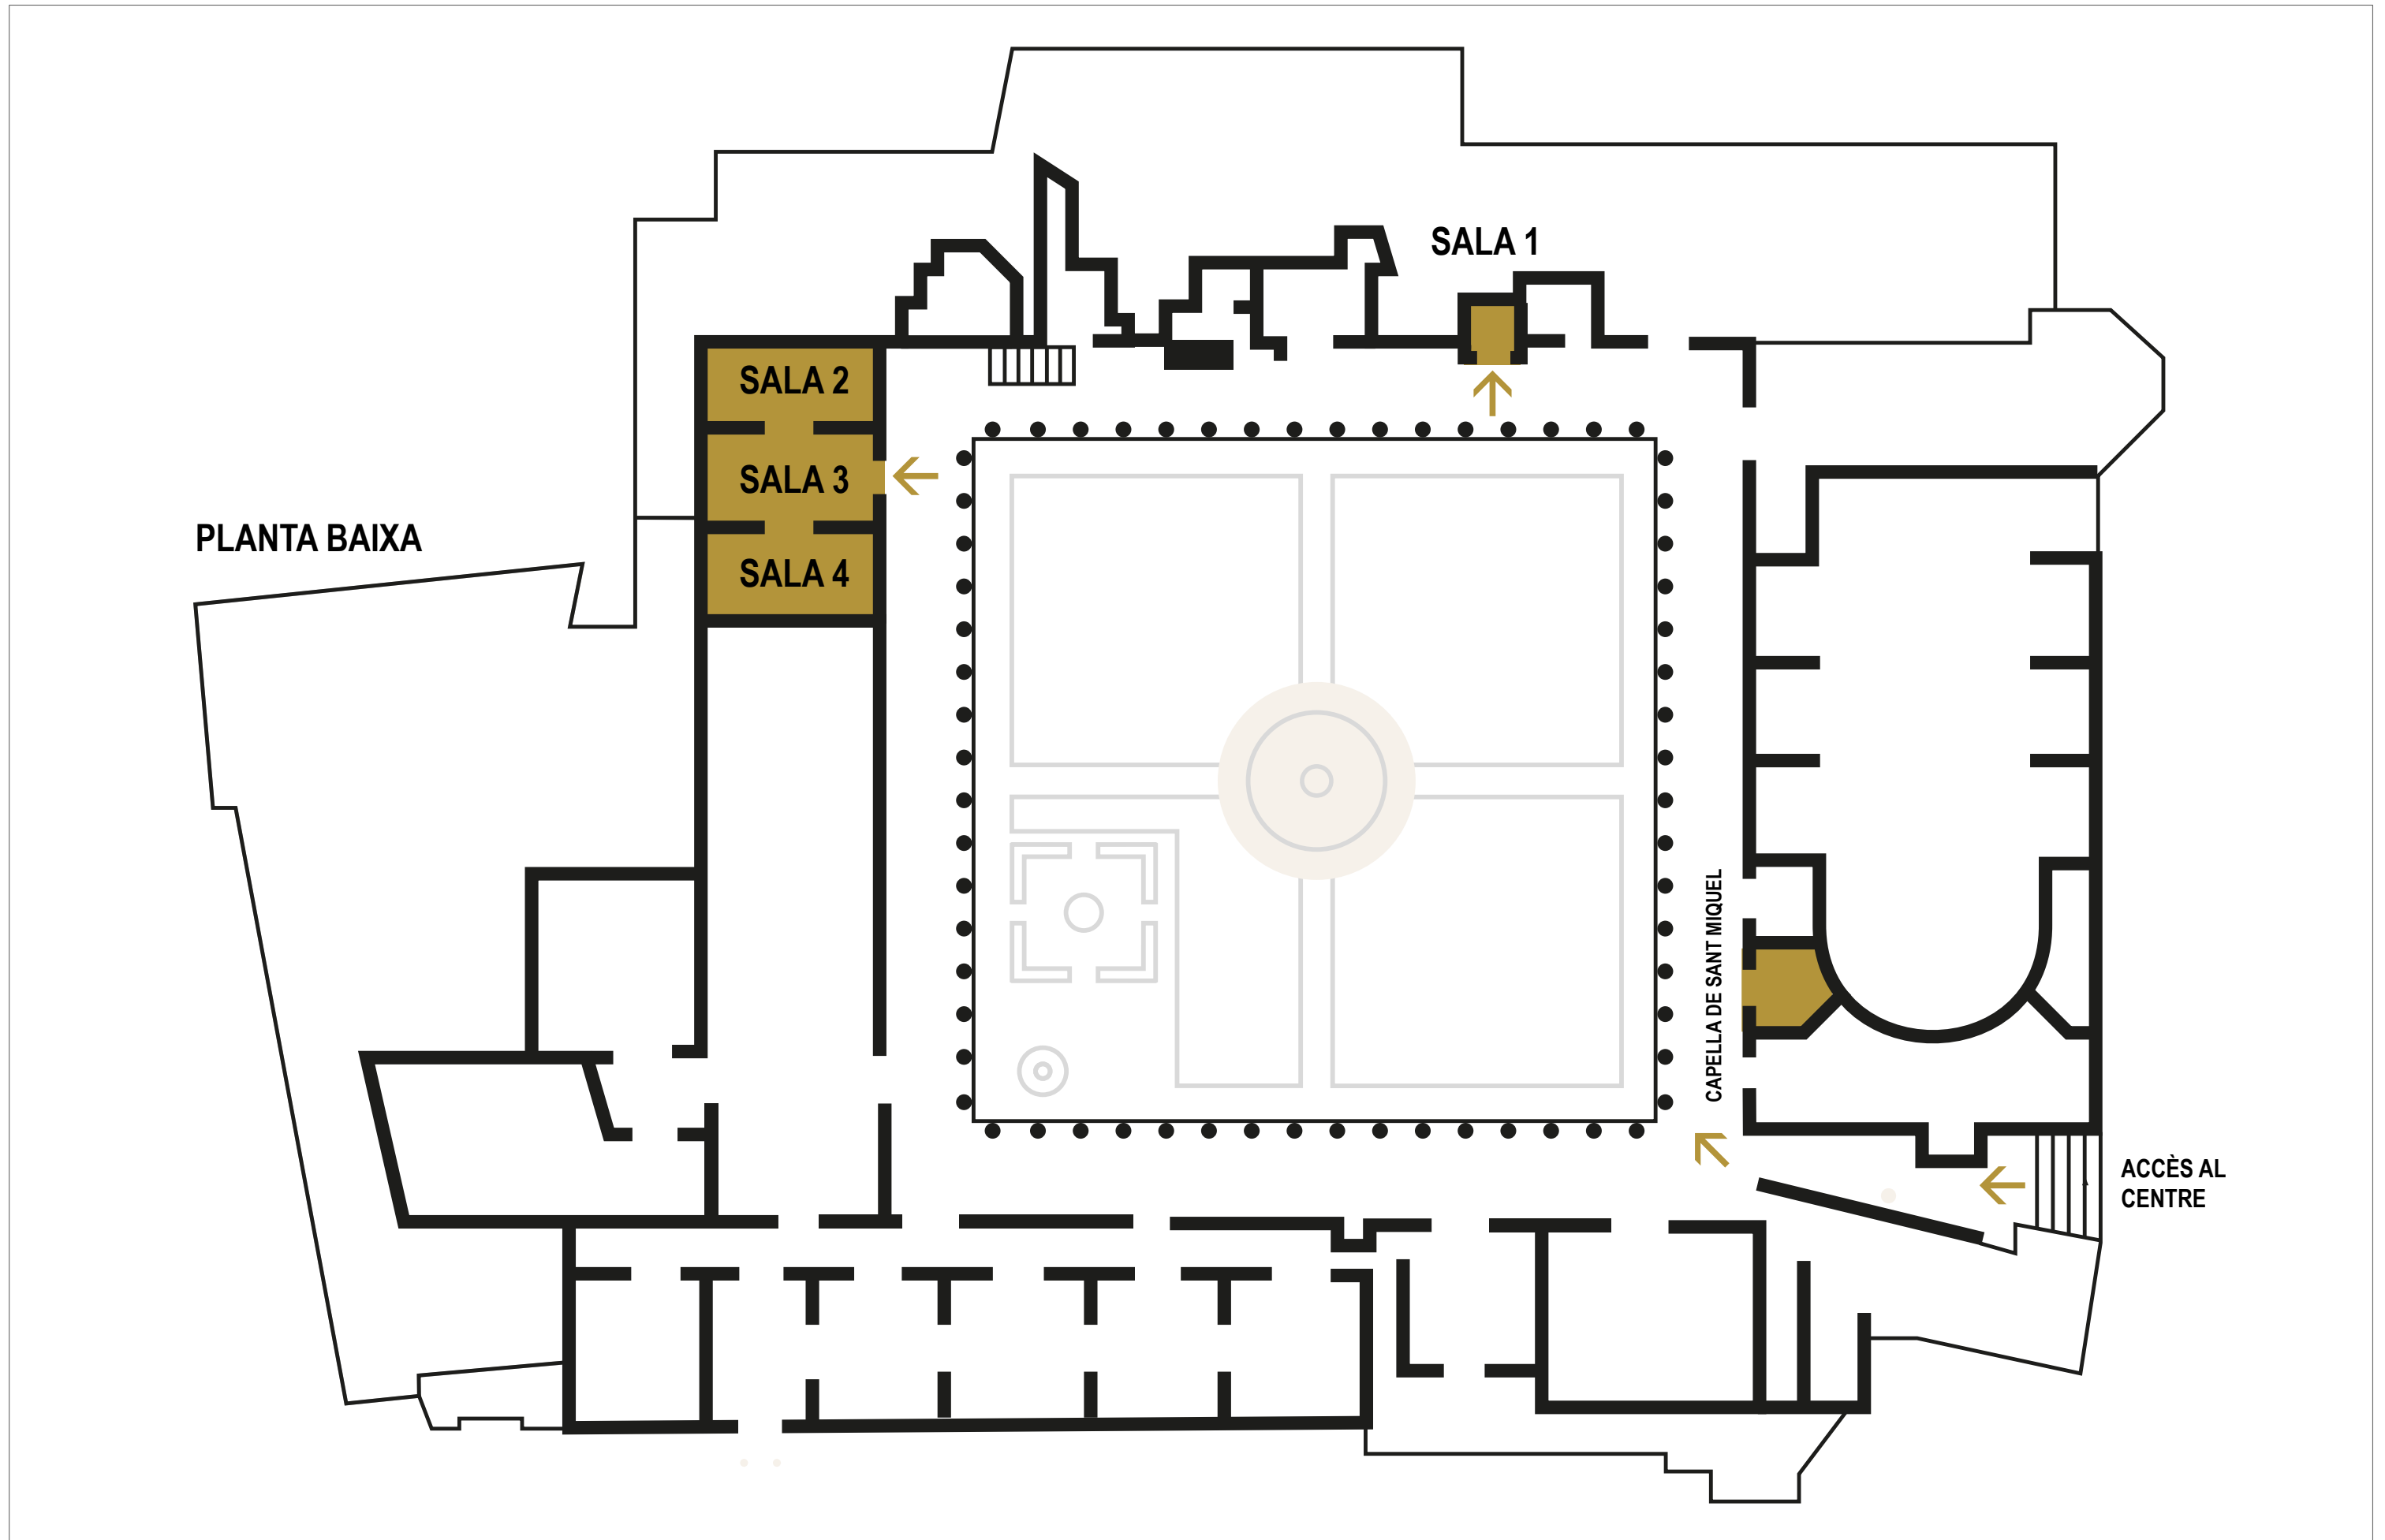 SALA 1
SALA 2
SALA 3
SALA 4
PLANTA BAIXA
CAPELLA DE SANT MIQUEL
ACCÈS AL
CENTRE